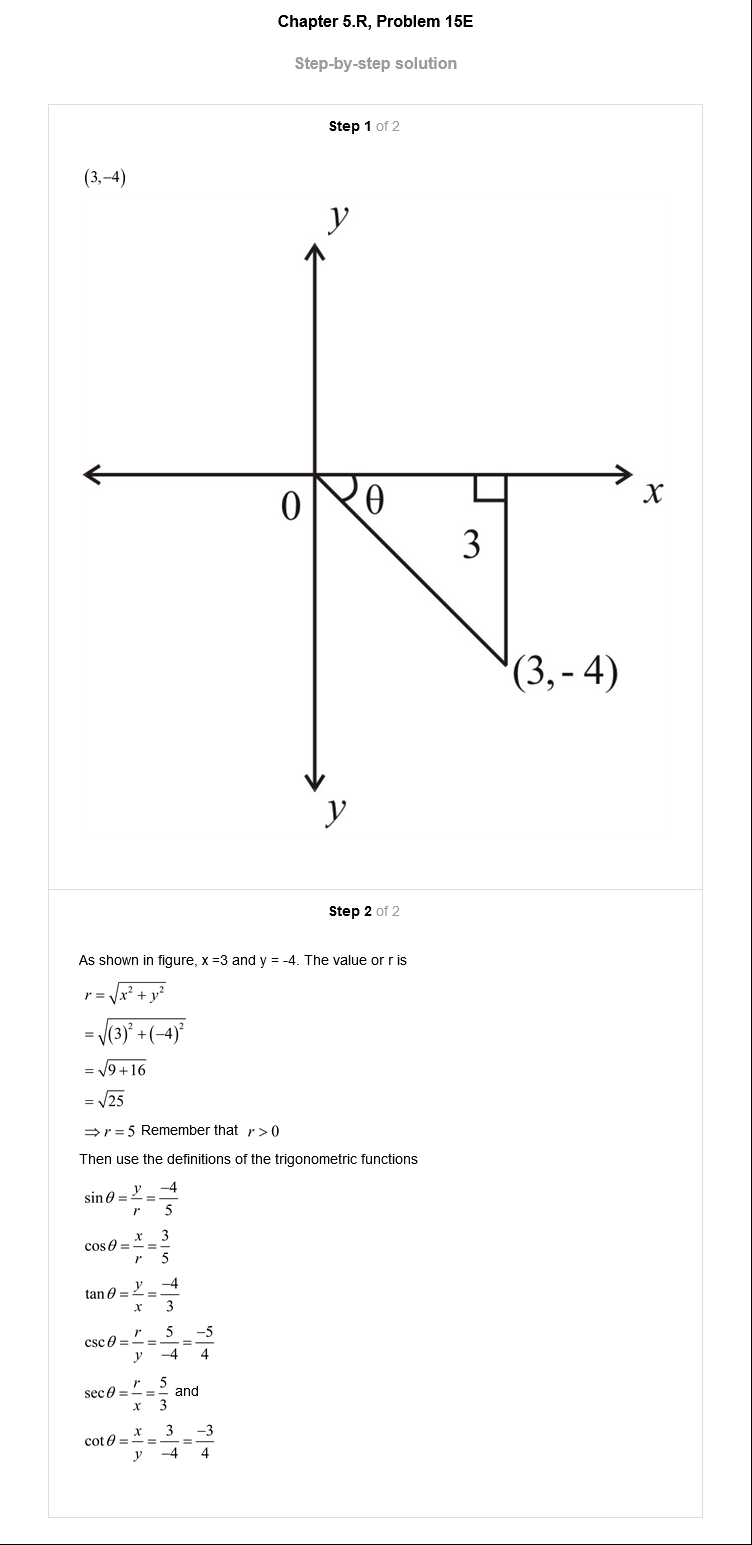 Chapter 5.R, Problem 15E
Step-by-step solution
Step 1 of 2
(3,−4)
y
0
θ
x
3
(3,- 4)
y
Step 2 of 2
As shown in figure, x =3 and y = -4. The value or r is
r = √(x² + y²)
= √((3)² + (−4)²)
= √(9+16)
= √25
⇒ r = 5 Remember that r > 0
Then use the definitions of the trigonometric functions
sin θ = y/r = −4/5
cos θ = x/r = 3/5
tan θ = y/x = −4/3
csc θ = r/y = 5/−4 = −5/4
sec θ = r/x = 5/3 and
cot θ = x/y = 3/−4 = −3/4